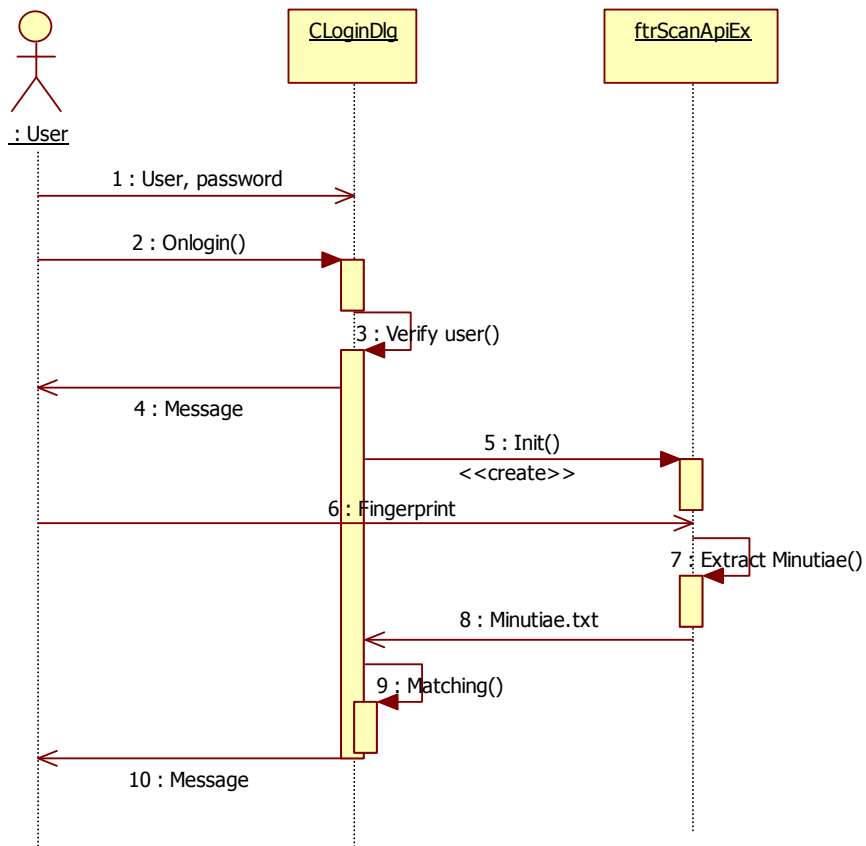 CLoginDlg
ftrScanApiEx
: User
1 : User, password
2 : Onlogin()
3 : Verify user()
4 : Message
5 : Init()
<<create>>
6 : Fingerprint
7 : Extract Minutiae()
8 : Minutiae.txt
9 : Matching()
10 : Message